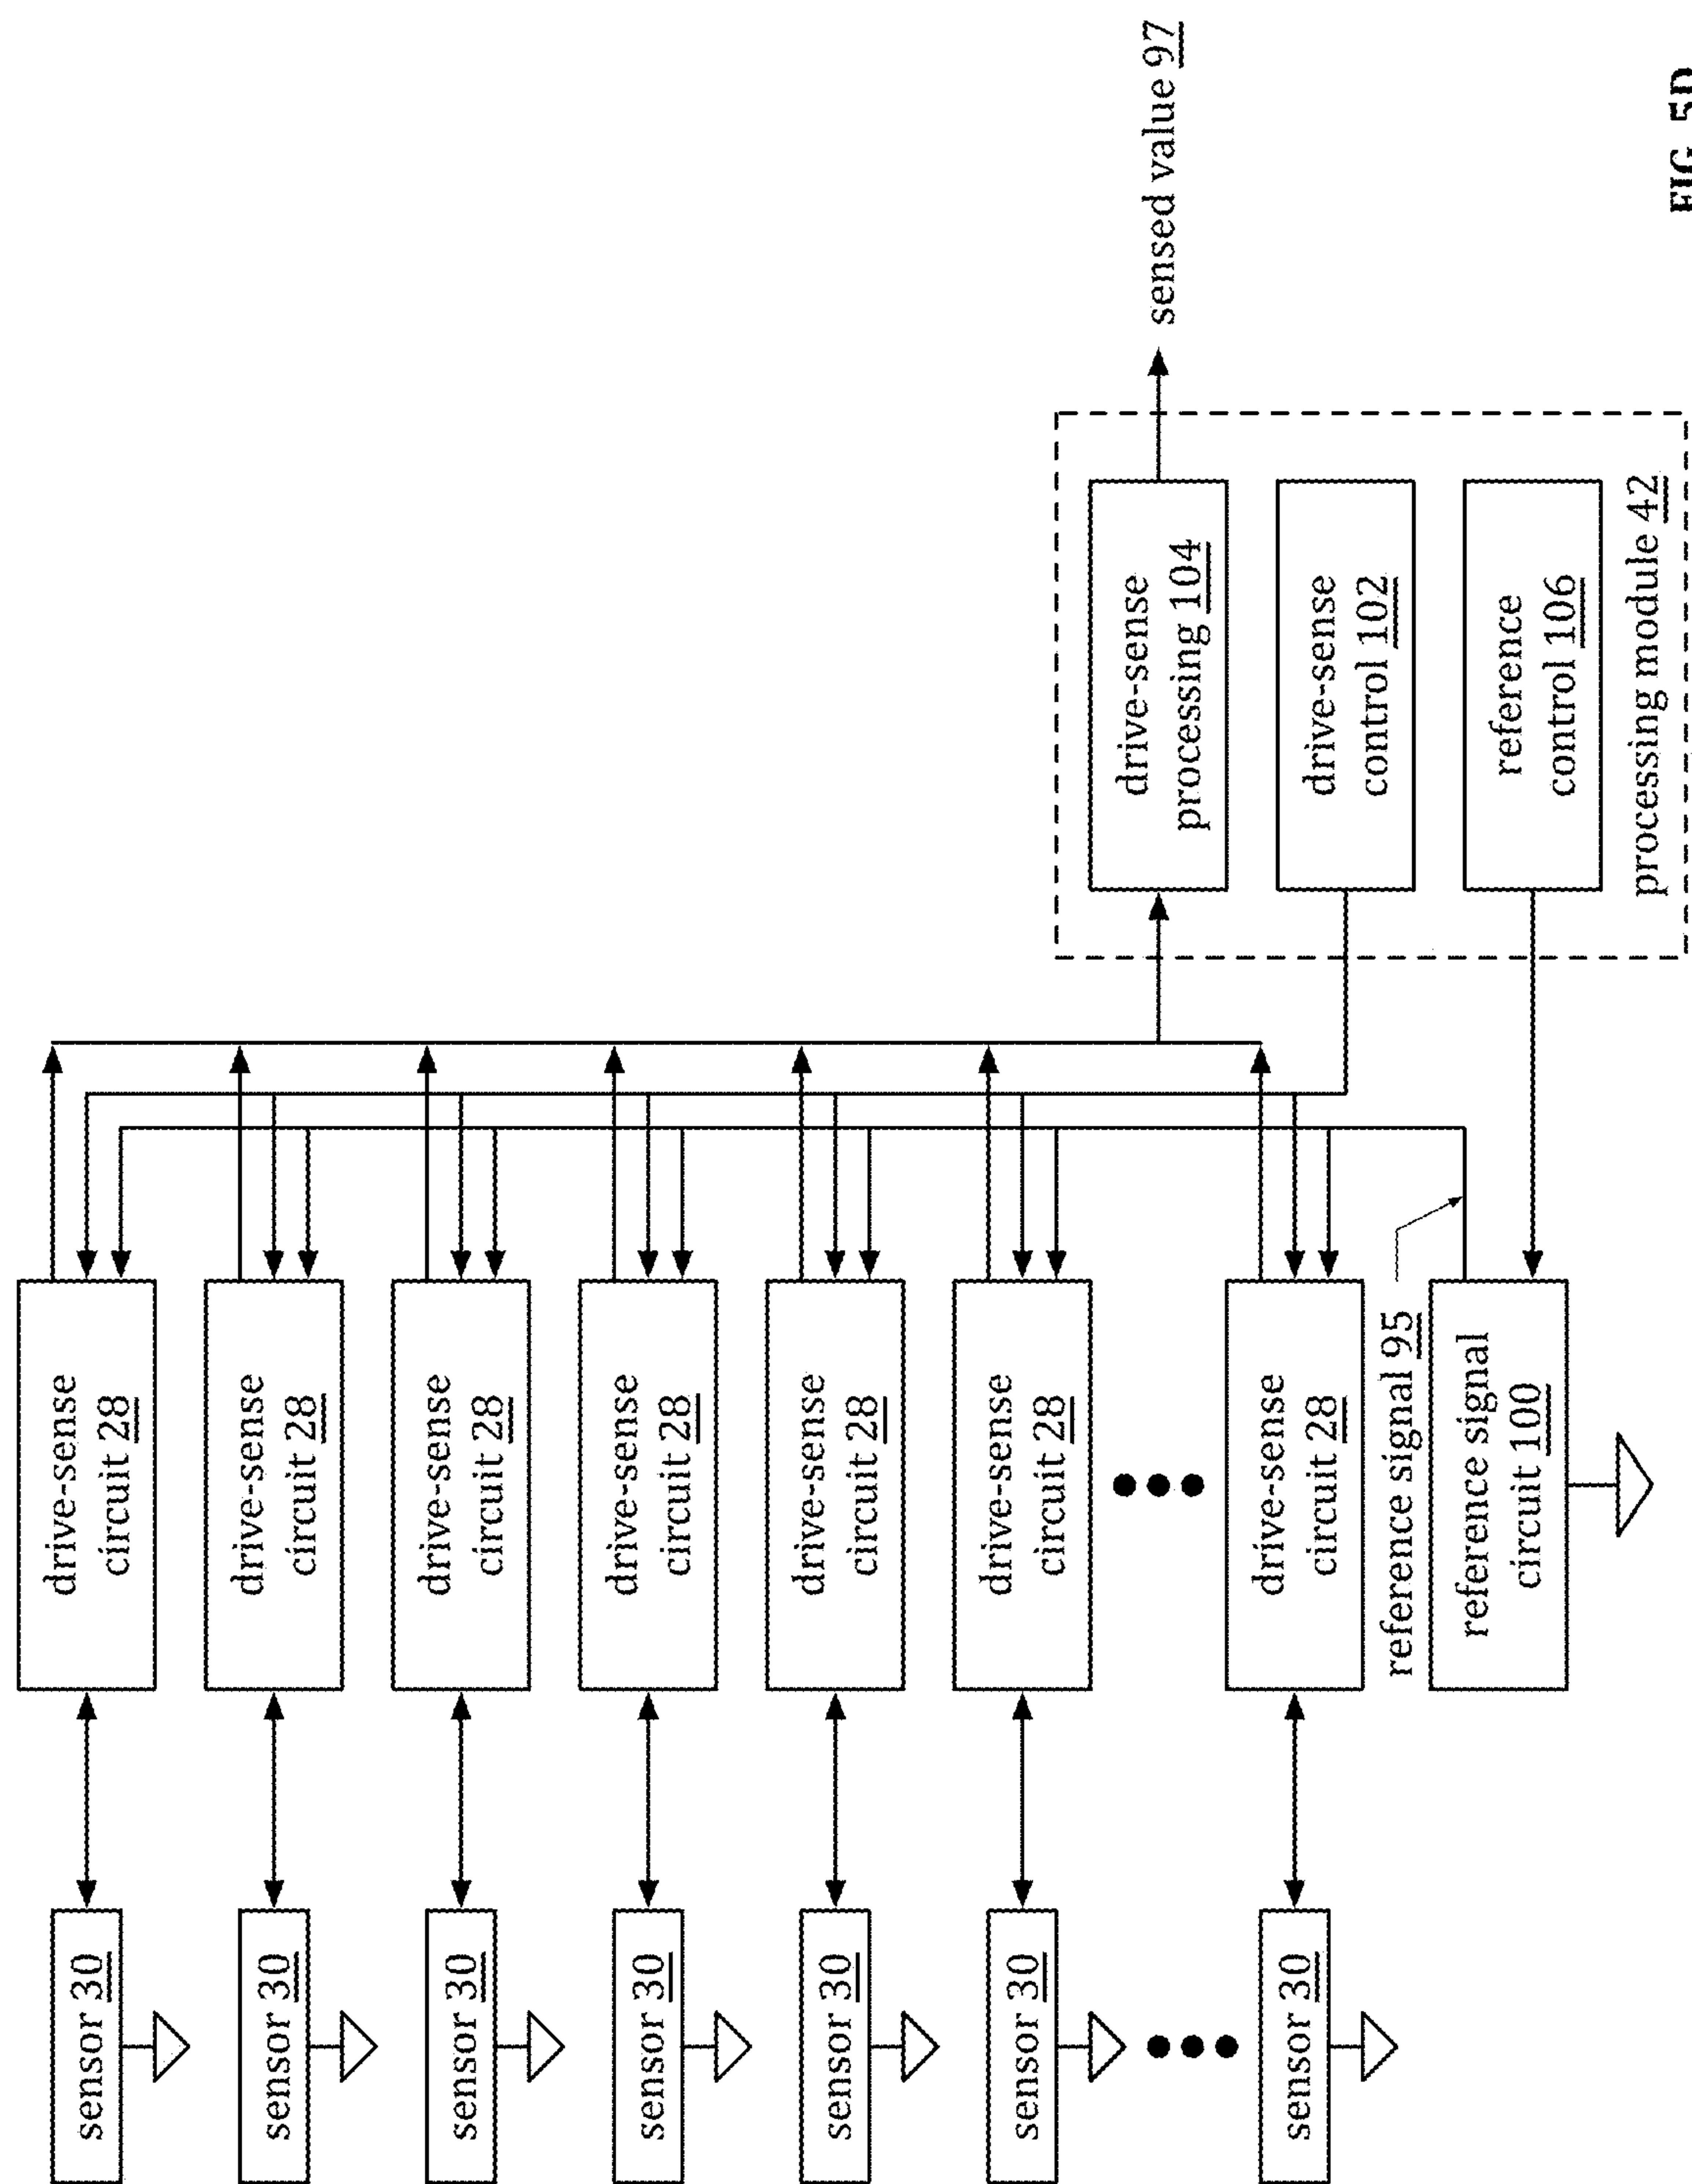 sensor 30
drive-sense
circuit 28
sensor 30
drive-sense
circuit 28
sensor 30
drive-sense
circuit 28
sensor 30
drive-sense
circuit 28
sensor 30
drive-sense
circuit 28
sensor 30
drive-sense
circuit 28
sensor 30
drive-sense
circuit 28
reference signal 95
reference signal
circuit 100
drive-sense
processing 104
drive-sense
control 102
reference
control 106
processing module 42
sensed value 97
FIG. 5D